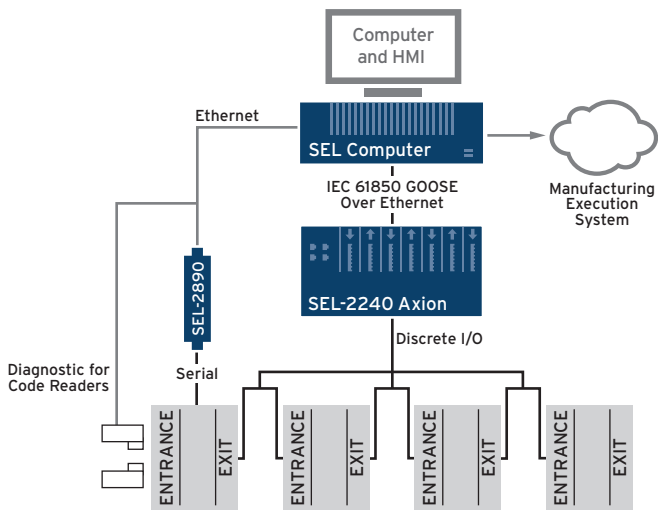 Computer
and HMI
Ethernet
SEL Computer
IEC 61850 GOOSE
Over Ethernet
Manufacturing
Execution
System
SEL-2890
SEL-2240 Axion
Discrete I/O
Diagnostic for
Code Readers
Serial
ENTRANCE
EXIT
ENTRANCE
EXIT
ENTRANCE
EXIT
ENTRANCE
EXIT